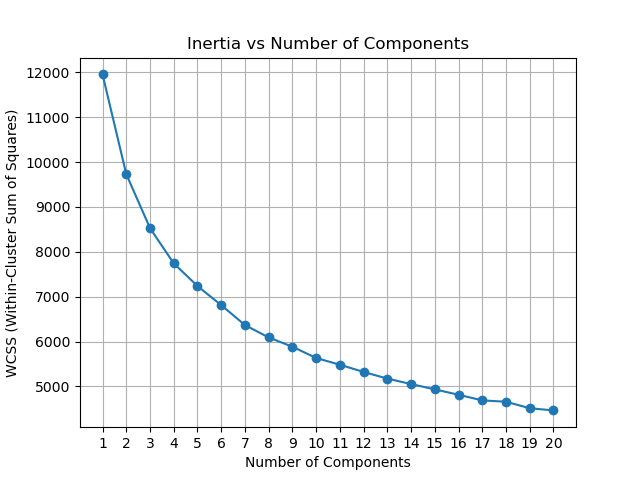 Inertia vs Number of Components
WCSS (Within-Cluster Sum of Squares)
12000
11000
10000
9000
8000
7000
6000
5000
1 2 3 4 5 6 7 8 9 10 11 12 13 14 15 16 17 18 19 20
Number of Components